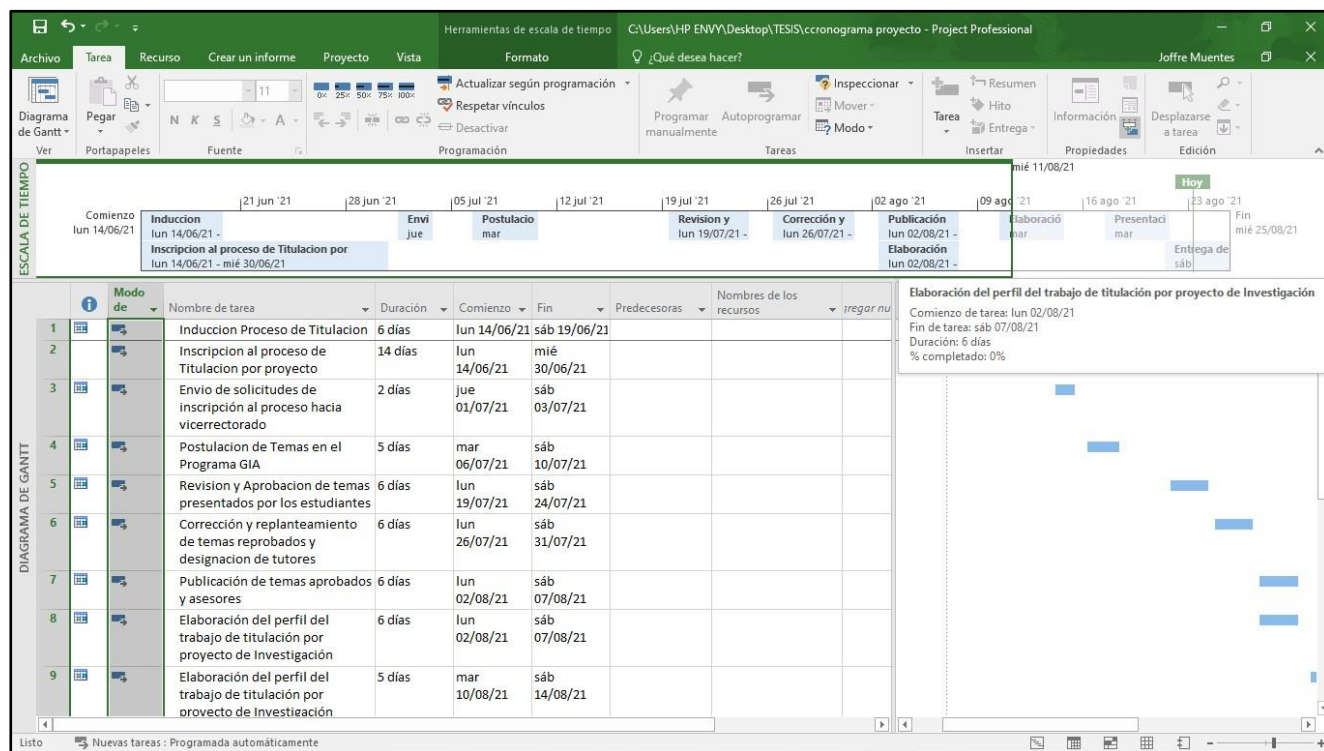 Herramientas de escala de tiempo C:\Users\HP ENVY\Desktop\TESIS\ccronograma proyecto - Project Professional
Archivo Tarea Recurso Crear un informe Proyecto Vista Formato ¿Qué desea hacer? Joffre Muentes
Diagrama de Gantt
Pegar
11
N K S A
0% 25% 50% 75% 100%
Actualizar según programación
Respetar vínculos
Desactivar
Programar manualmente
Autoprogramar
Inspeccionar
Mover
Modo
Tarea
Resumen
Hito
Entrega
Información
Desplazarse a tarea
Ver Portapapeles Fuente Programación Tareas Insertar Propiedades Edición
ESCALA DE TIEMPO
mié 11/08/21
Hoy
21 jun '21 28 jun '21 05 jul '21 12 jul '21 19 jul '21 26 jul '21 02 ago '21 09 ago '21 16 ago '21 23 ago '21
Comienzo
lun 14/06/21
Induccion
lun 14/06/21 -
Envi
jue
Postulacio
mar
Revision y
lun 19/07/21 -
Corrección y
lun 26/07/21 -
Publicación
lun 02/08/21 -
Elaboració
mar
Presentaci
mar
Fin
mié 25/08/21
Inscripcion al proceso de Titulacion por
lun 14/06/21 - mié 30/06/21
Elaboración
lun 02/08/21 -
Entrega de
sáb
Elaboración del perfil del trabajo de titulación por proyecto de Investigación
Comienzo de tarea: lun 02/08/21
Fin de tarea: sáb 07/08/21
Duración: 6 días
% completado: 0%
DIAGRAMA DE GANTT
Modo de Nombre de tarea Duración Comienzo Fin Predecesoras Nombres de los recursos
1 Induccion Proceso de Titulacion 6 días lun 14/06/21 sáb 19/06/21
2 Inscripcion al proceso de 14 días lun mié
Titulacion por proyecto 14/06/21 30/06/21
3 Envio de solicitudes de 2 días jue sáb
inscripción al proceso hacia 01/07/21 03/07/21
vicerrectorado
4 Postulacion de Temas en el 5 días mar sáb
Programa GIA 06/07/21 10/07/21
5 Revision y Aprobacion de temas 6 días lun sáb
presentados por los estudiantes 19/07/21 24/07/21
6 Corrección y replanteamiento 6 días lun sáb
de temas reprobados y 26/07/21 31/07/21
designacion de tutores
7 Publicación de temas aprobados 6 días lun sáb
y asesores 02/08/21 07/08/21
8 Elaboración del perfil del 6 días lun sáb
trabajo de titulación por 02/08/21 07/08/21
proyecto de Investigación
9 Elaboración del perfil del 5 días mar sáb
trabajo de titulación por 10/08/21 14/08/21
proyecto de Investigación
Listo Nuevas tareas : Programada automáticamente